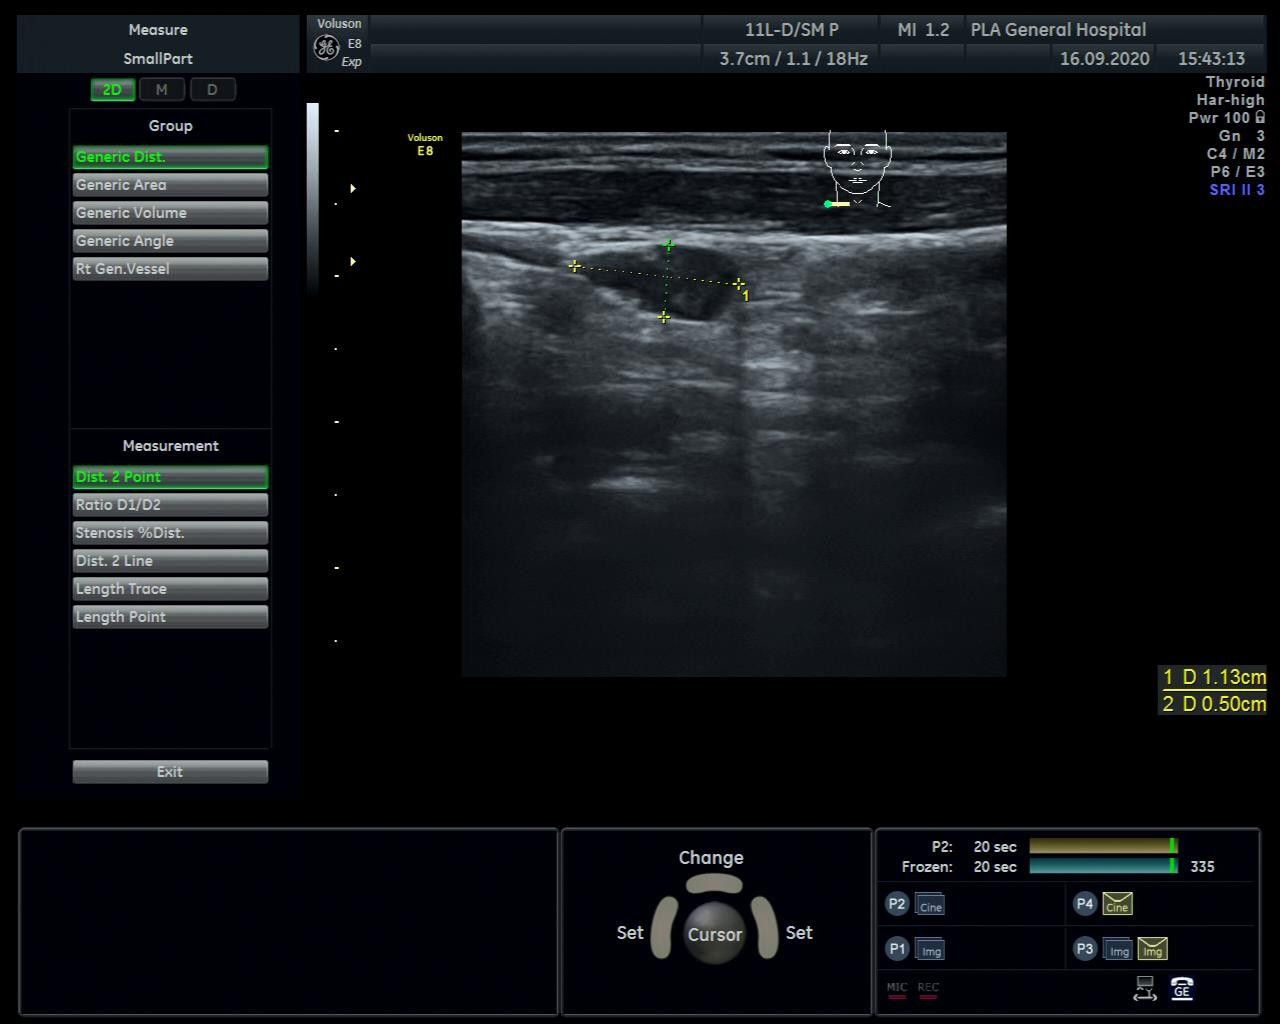 Measure
SmallPart
2D M D
Group
Generic Dist.
Generic Area
Generic Volume
Generic Angle
Rt Gen.Vessel
Measurement
Dist. 2 Point
Ratio D1/D2
Stenosis %Dist.
Dist. 2 Line
Length Trace
Length Point
Exit
Voluson
GE E8
Exp
11L-D/SM P MI 1.2 PLA General Hospital
3.7cm / 1.1 / 18Hz 16.09.2020 15:43:13
Thyroid
Har-high
Pwr 100
Gn 3
C4 / M2
P6 / E3
SRI II 3
Voluson
E8
1
1 D 1.13cm
2 D 0.50cm
Change
Set Cursor Set
P2: 20 sec
Frozen: 20 sec 335
P2 Cine P4 Cine
P1 Img P3 Img Img
MIC REC GE